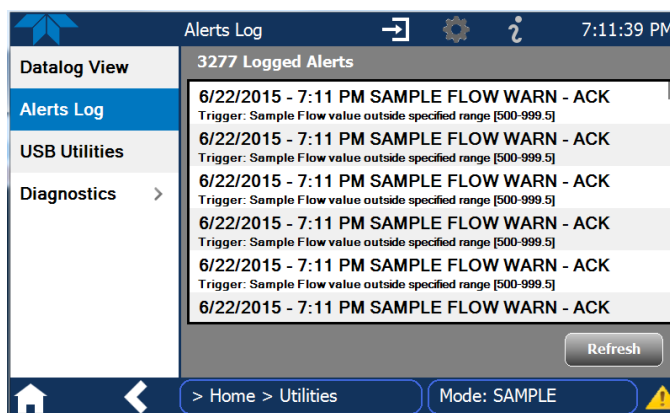 Alerts Log
7:11:39 PM
Datalog View
Alerts Log
USB Utilities
Diagnostics
3277 Logged Alerts
6/22/2015 - 7:11 PM SAMPLE FLOW WARN - ACK
Trigger: Sample Flow value outside specified range [500-999.5]
6/22/2015 - 7:11 PM SAMPLE FLOW WARN - ACK
Trigger: Sample Flow value outside specified range [500-999.5]
6/22/2015 - 7:11 PM SAMPLE FLOW WARN - ACK
Trigger: Sample Flow value outside specified range [500-999.5]
6/22/2015 - 7:11 PM SAMPLE FLOW WARN - ACK
Trigger: Sample Flow value outside specified range [500-999.5]
6/22/2015 - 7:11 PM SAMPLE FLOW WARN - ACK
Trigger: Sample Flow value outside specified range [500-999.5]
6/22/2015 - 7:11 PM SAMPLE FLOW WARN - ACK
Refresh
> Home > Utilities
Mode: SAMPLE